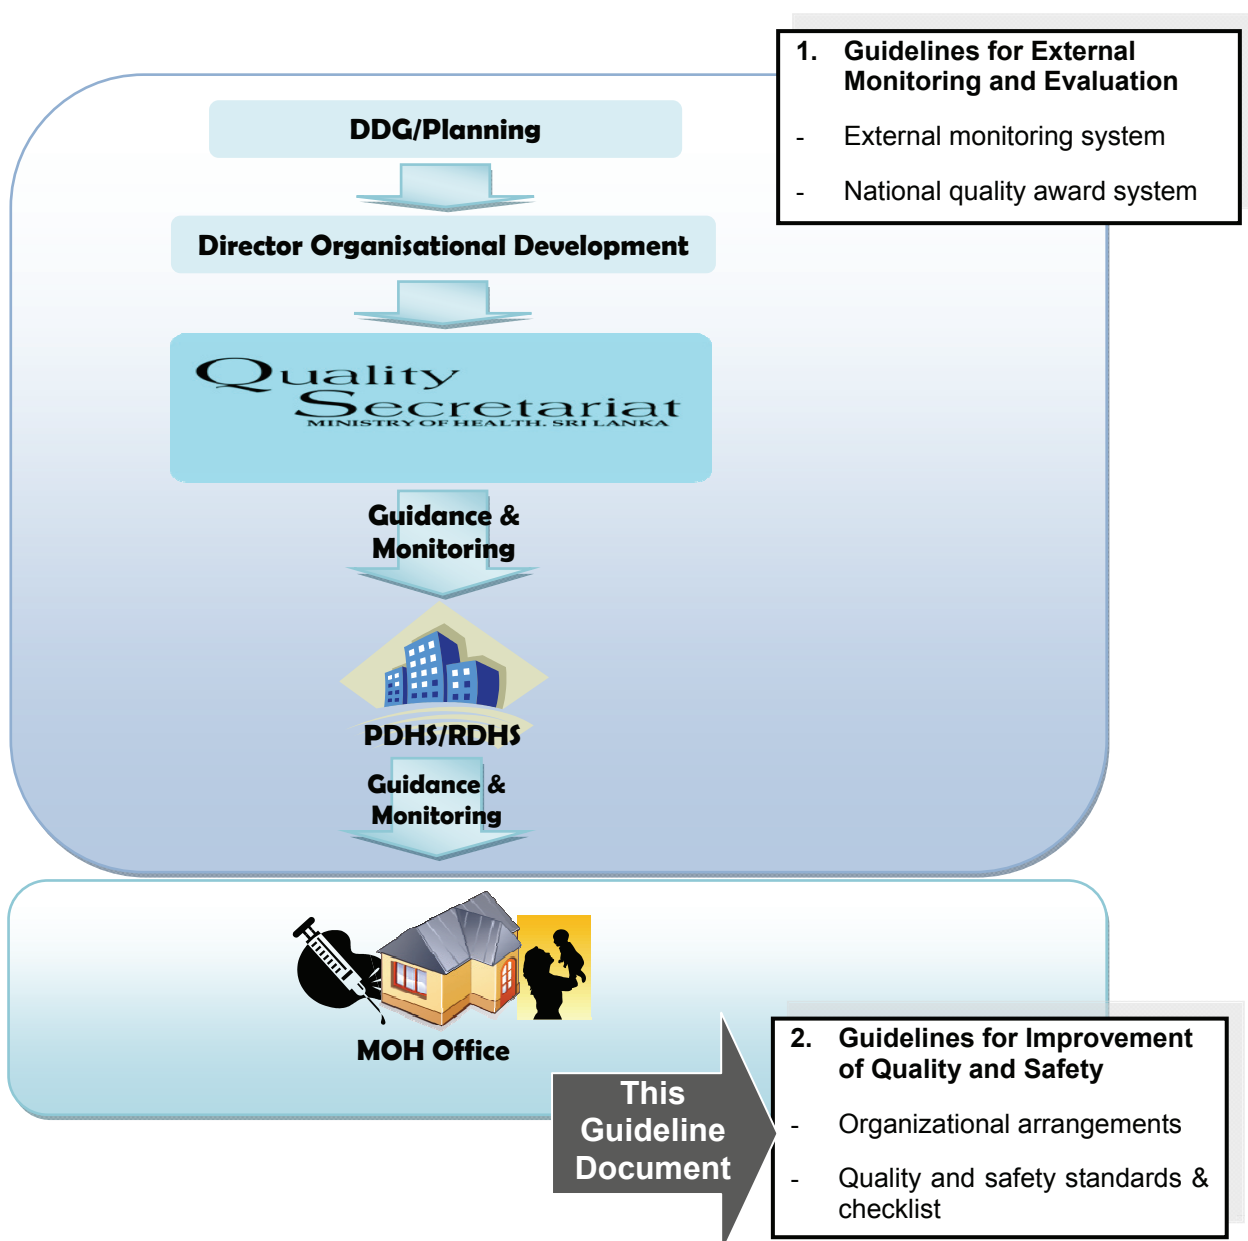 1. Guidelines for External
Monitoring and Evaluation
- External monitoring system
- National quality award system
DDG/Planning
Director Organisational Development
Quality
Secretariat
MINISTRY OF HEALTH. SRI LANKA
Guidance &
Monitoring
PDHS/RDHS
Guidance &
Monitoring
MOH Office
This
Guideline
Document
2. Guidelines for Improvement
of Quality and Safety
- Organizational arrangements
- Quality and safety standards &
checklist